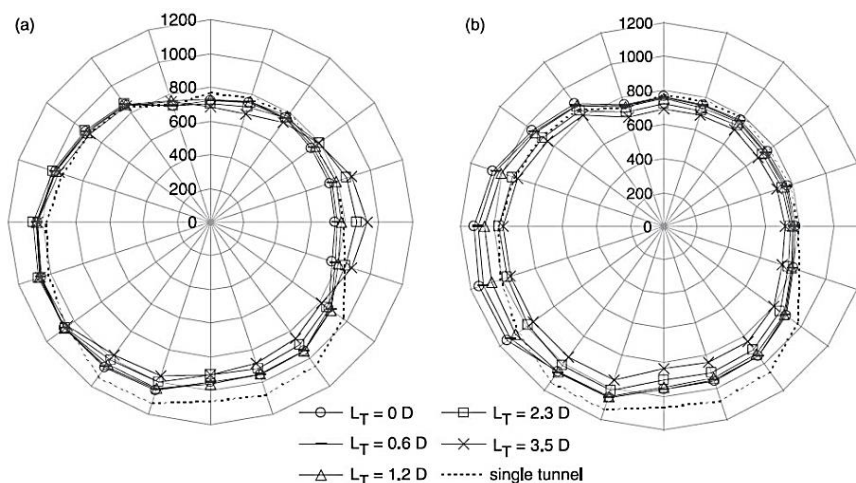 (a)
1200
1000
800
600
400
200
0
(b)
1200
1000
800
600
400
200
0
L_T = 0 D
L_T = 0.6 D
L_T = 1.2 D
L_T = 2.3 D
L_T = 3.5 D
single tunnel